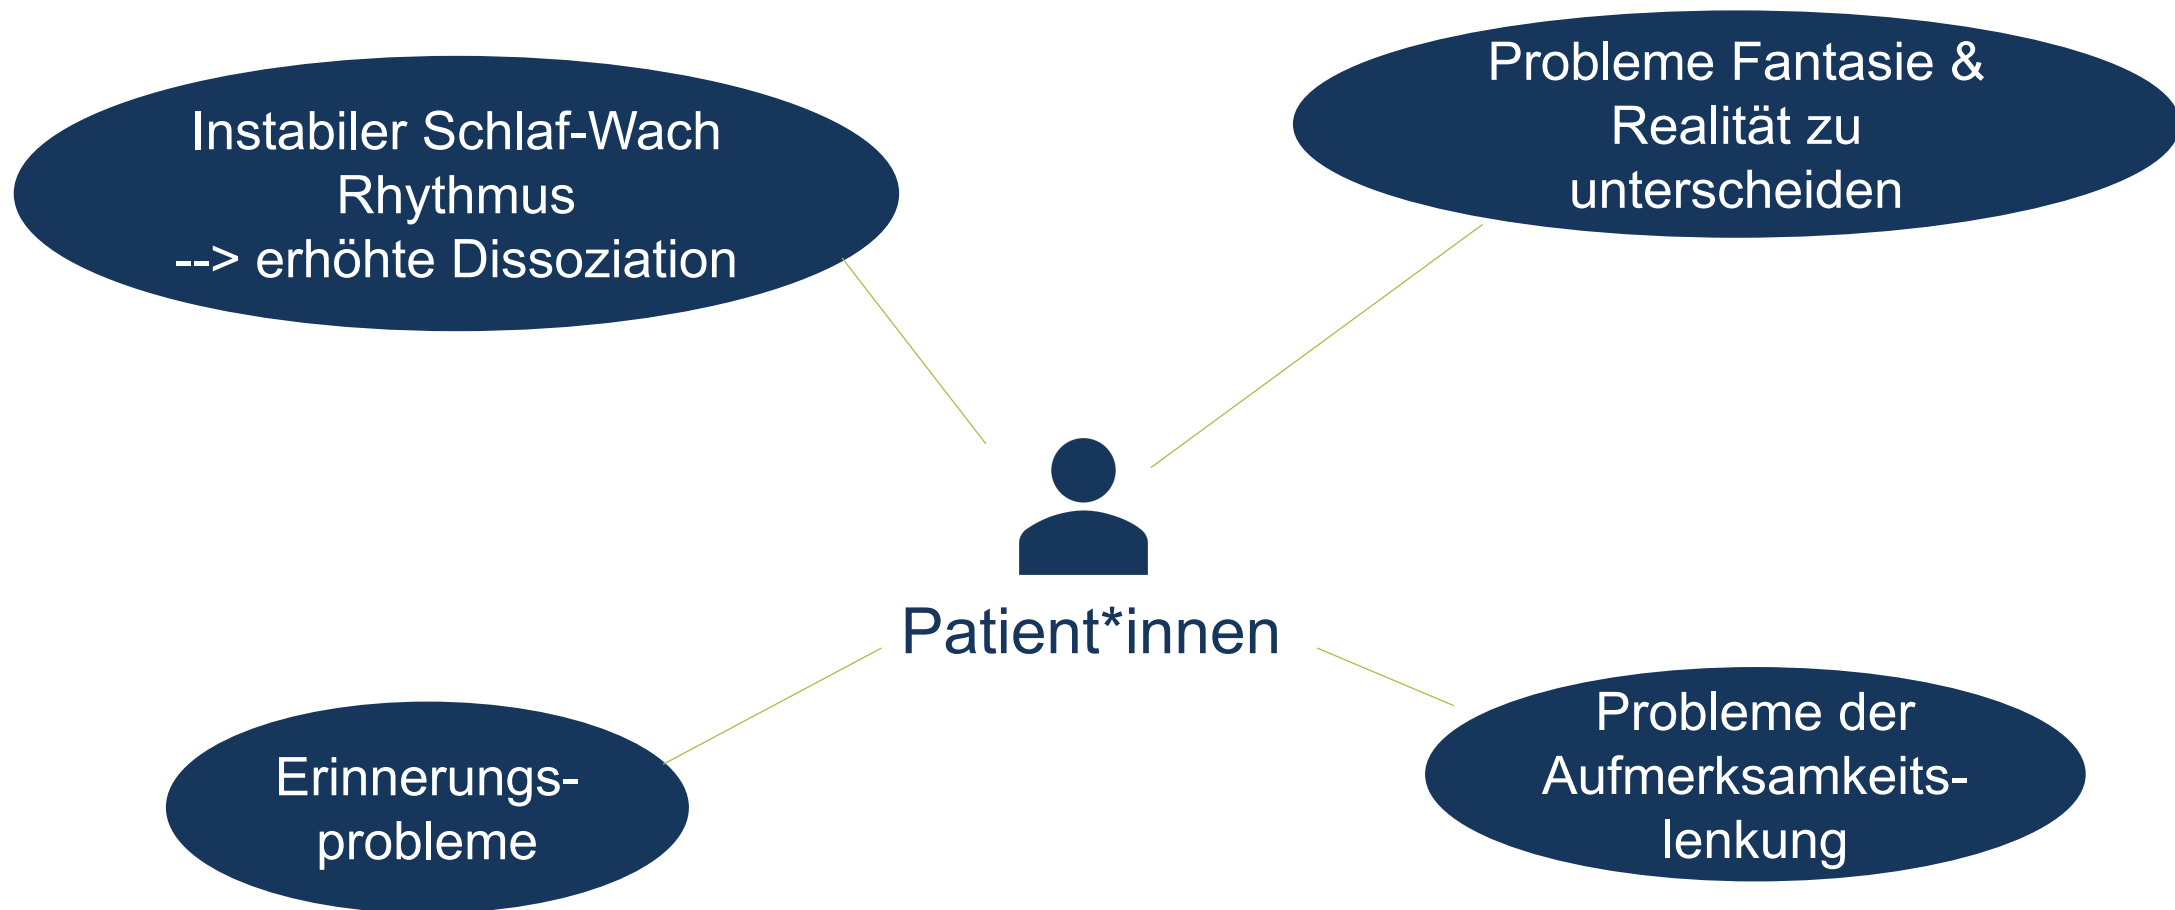 Instabiler Schlaf-Wach
Rhythmus
--> erhöhte Dissoziation
Probleme Fantasie &
Realität zu
unterscheiden
Patient*innen
Erinnerungs-
probleme
Probleme der
Aufmerksamkeits-
lenkung